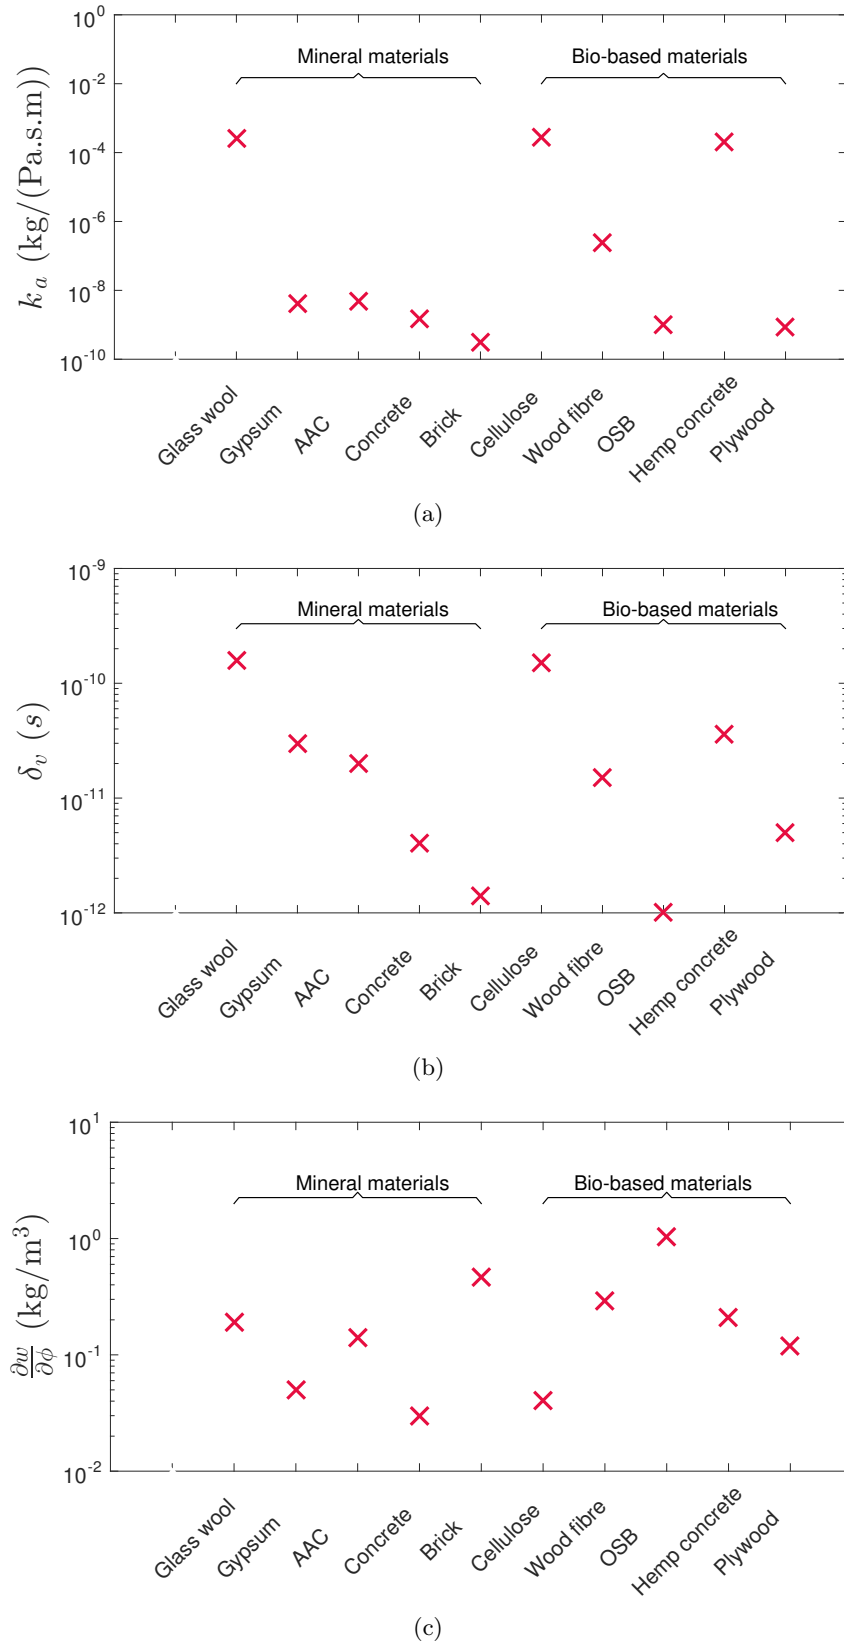 10^0
Mineral materials
Bio-based materials
10^-2
10^-4
10^-6
10^-8
10^-10
k_a (kg/(Pa.s.m))
Glass wool
Gypsum
AAC
Concrete
Brick
Cellulose
Wood fibre
OSB
Hemp concrete
Plywood
(a)
10^-9
Mineral materials
Bio-based materials
10^-10
10^-11
10^-12
δ_v (s)
Glass wool
Gypsum
AAC
Concrete
Brick
Cellulose
Wood fibre
OSB
Hemp concrete
Plywood
(b)
10^1
Mineral materials
Bio-based materials
10^0
10^-1
10^-2
∂w/∂ϕ (kg/m^3)
Glass wool
Gypsum
AAC
Concrete
Brick
Cellulose
Wood fibre
OSB
Hemp concrete
Plywood
(c)